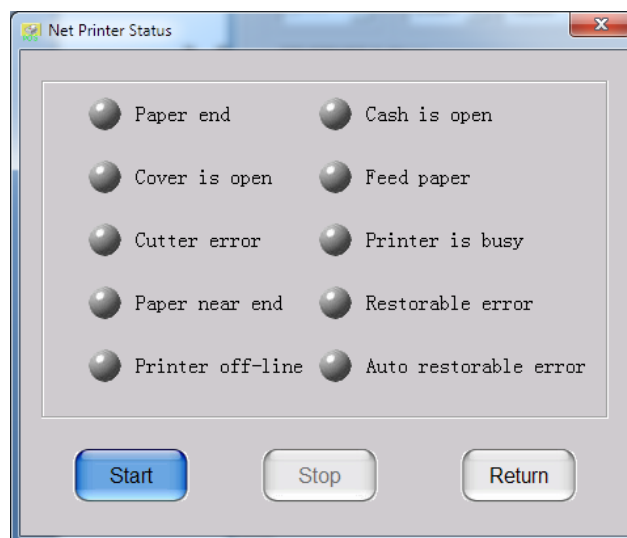 Net Printer Status
Paper end
Cash is open
Cover is open
Feed paper
Cutter error
Printer is busy
Paper near end
Restorable error
Printer off-line
Auto restorable error
Start
Stop
Return